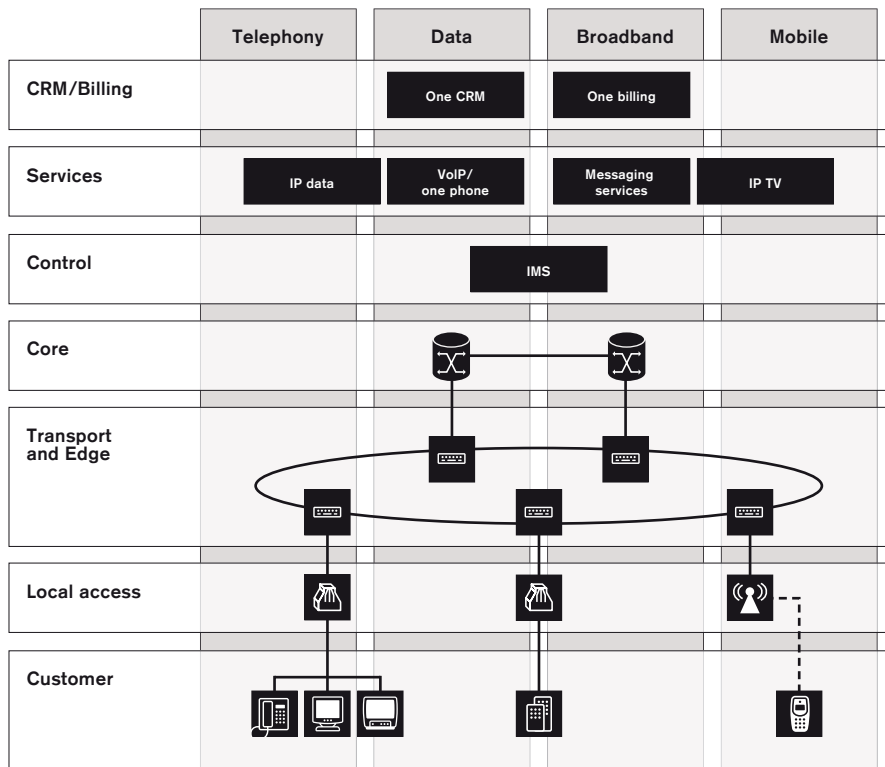 Telephony
Data
Broadband
Mobile
CRM/Billing
One CRM
One billing
Services
IP data
VoIP/
one phone
Messaging
services
IP TV
Control
IMS
Core
Transport
and Edge
Local access
Customer